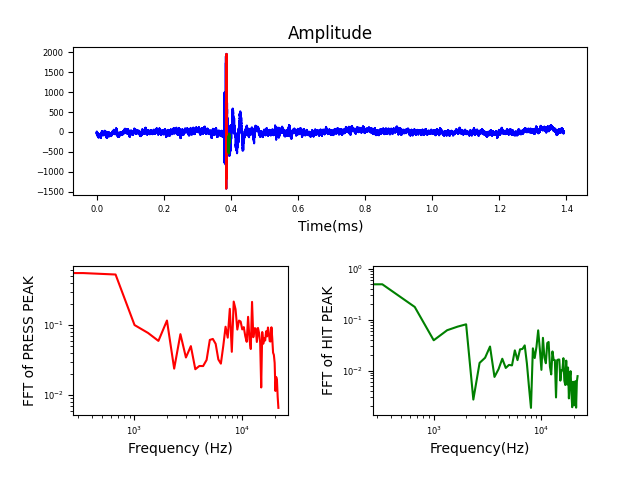 Amplitude
2000
1500
1000
500
0
−500
−1000
−1500
0.0 0.2 0.4 0.6 0.8 1.0 1.2 1.4
Time(ms)
FFT of PRESS PEAK
10⁻¹
10⁻²
10³ 10⁴
Frequency (Hz)
FFT of HIT PEAK
10⁰
10⁻¹
10⁻²
10³ 10⁴
Frequency(Hz)